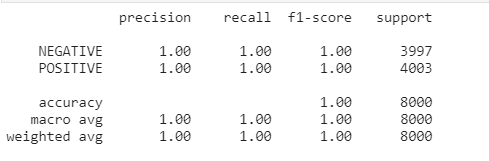 precision recall f1-score support
NEGATIVE 1.00 1.00 1.00 3997
POSITIVE 1.00 1.00 1.00 4003
accuracy 1.00 8000
macro avg 1.00 1.00 1.00 8000
weighted avg 1.00 1.00 1.00 8000